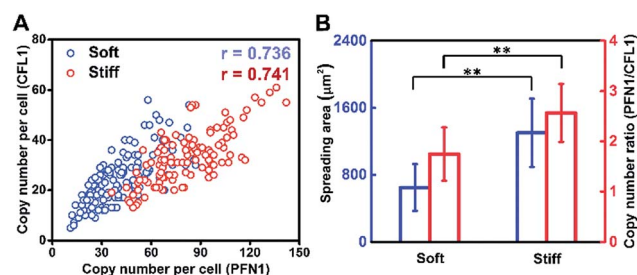 A
Copy number per cell (CFL1)
80
60
40
20
0
Soft
Stiff
r = 0.736
r = 0.741
0
30
60
90
120
150
Copy number per cell (PFN1)
B
Spreading area (μm²)
2400
1600
800
0
**
**
Soft
Stiff
4
3
2
1
0
Copy number ratio (PFN1/CFL1)